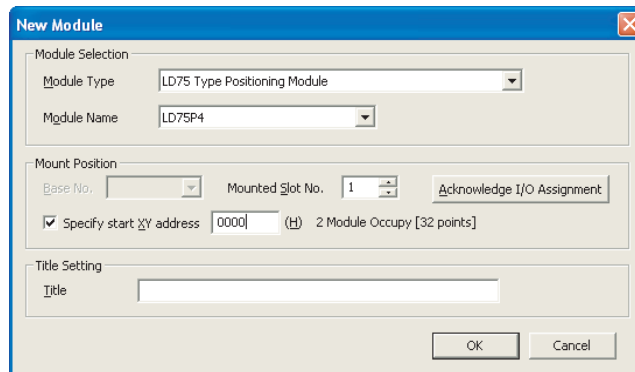 New Module
Module Selection
Module Type LD75 Type Positioning Module
Module Name LD75P4
Mount Position
Base No. Mounted Slot No. 1 Acknowledge I/O Assignment
Specify start XY address 0000 (H) 2 Module Occupy [32 points]
Title Setting
Title
OK Cancel